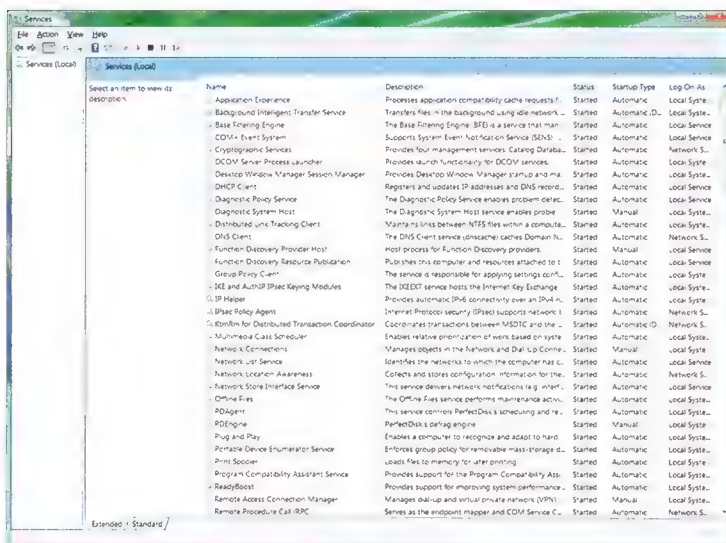 Services
File Action View Help
Services (Local)
Services (Local)
Select an item to view its description.
Name Description Status Startup Type Log On As
Application Experience Processes application compatibility cache requests f... Started Automatic Local Syste...
Background Intelligent Transfer Service Transfers files in the background using idle network ... Started Automatic (D... Local Syste...
Base Filtering Engine The Base Filtering Engine (BFE) is a service that man... Started Automatic Local Service
COM+ Event System Supports System Event Notification Service (SENS) ... Started Automatic Local Service
Cryptographic Services Provides four management services: Catalog Databa... Started Automatic Network S...
DCOM Server Process Launcher Provides launch functionality for DCOM services. Started Automatic Local Syste...
Desktop Window Manager Session Manager Provides Desktop Window Manager startup and ma... Started Automatic Local Syste...
DHCP Client Registers and updates IP addresses and DNS record... Started Automatic Local Service
Diagnostic Policy Service The Diagnostic Policy Service enables problem detec... Started Automatic Local Service
Diagnostic System Host The Diagnostic System Host service enables proble... Started Manual Local Syste...
Distributed Link Tracking Client Maintains links between NTFS files within a compute... Started Automatic Local Syste...
DNS Client The DNS Client service (dnscache) caches Domain N... Started Automatic Network S...
Function Discovery Provider Host Host process for Function Discovery providers. Started Manual Local Service
Function Discovery Resource Publication Publishes this computer and resources attached to t... Started Automatic Local Service
Group Policy Client The service is responsible for applying settings conf... Started Automatic Local Syste...
IKE and AuthIP IPsec Keying Modules The IKEEXT service hosts the Internet Key Exchange Started Automatic Local Syste...
IP Helper Provides automatic IPv6 connectivity over an IPv4 n... Started Automatic Local Syste...
IPsec Policy Agent Internet Protocol security (IPsec) supports network l... Started Automatic Network S...
KtmRm for Distributed Transaction Coordinator Coordinates transactions between MSDTC and the ... Started Automatic (D... Network S...
Multimedia Class Scheduler Enables relative prioritization of work based on syste... Started Automatic Local Syste...
Network Connections Manages objects in the Network and Dial-Up Conne... Started Manual Local Syste...
Network List Service Identifies the networks to which the computer has c... Started Automatic Local Service
Network Location Awareness Collects and stores configuration information for the... Started Automatic Network S...
Network Store Interface Service This service delivers network notifications (e.g. interf... Started Automatic Local Service
Offline Files The Offline Files service performs maintenance activi... Started Automatic Local Syste...
PDAgent This service controls PerfectDisk's scheduling and re... Started Automatic Local Syste...
PDEngine PerfectDisk's defrag engine Started Manual Local Syste...
Plug and Play Enables a computer to recognize and adapt to hard... Started Automatic Local Syste...
Portable Device Enumerator Service Enforces group policy for removable mass-storage d... Started Automatic Local Syste...
Print Spooler Loads files to memory for later printing Started Automatic Local Syste...
Program Compatibility Assistant Service Provides support for the Program Compatibility Assi... Started Automatic Local Syste...
ReadyBoost Provides support for improving system performance... Started Automatic Local Syste...
Remote Access Connection Manager Manages dial-up and virtual private network (VPN) Started Manual Local Syste...
Remote Procedure Call (RPC) Serves as the endpoint mapper and COM Service C... Started Automatic Network S...
Extended Standard